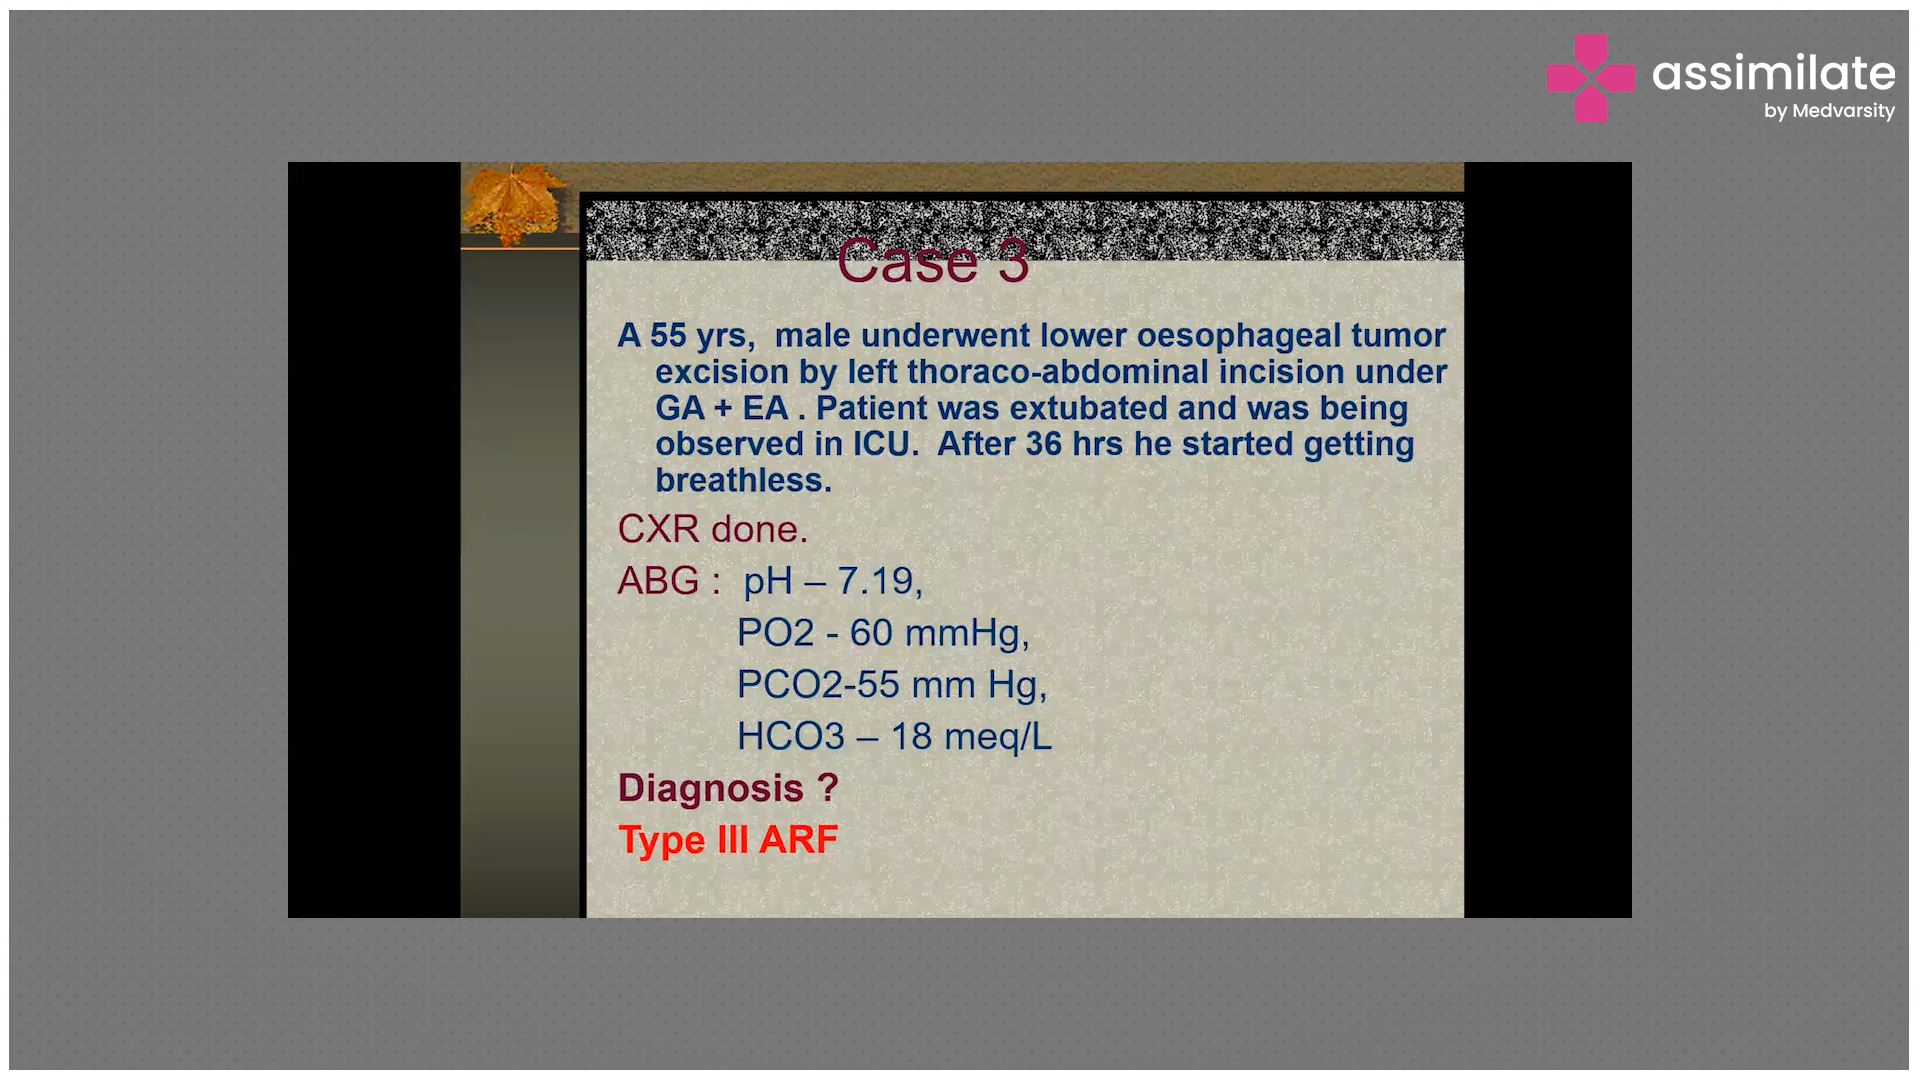 assimilate
by Medvarsity
Case 3
A 55 yrs, male underwent lower oesophageal tumor
excision by left thoraco-abdominal incision under
GA + EA . Patient was extubated and was being
observed in ICU. After 36 hrs he started getting
breathless.
CXR done.
ABG : pH – 7.19,
PO2 - 60 mmHg,
PCO2-55 mm Hg,
HCO3 – 18 meq/L
Diagnosis ?
Type III ARF